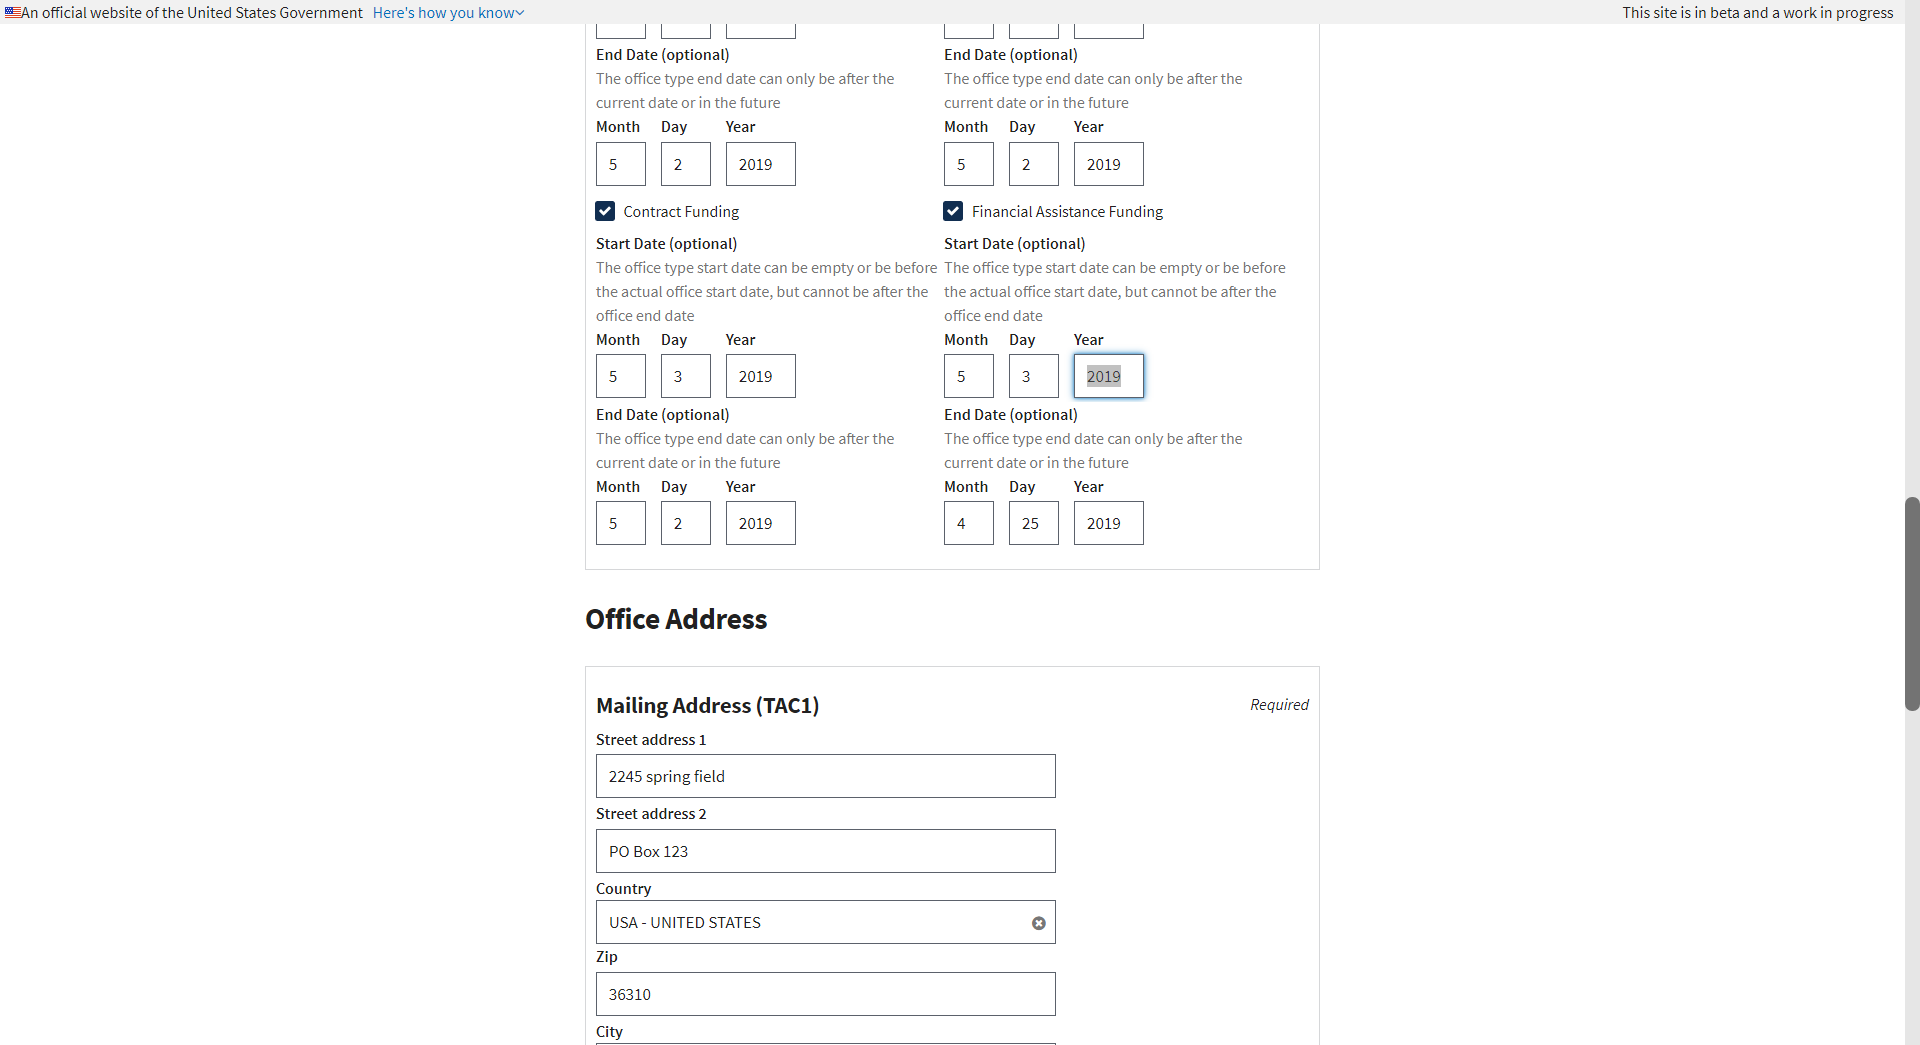 An official website of the United States Government Here's how you know
This site is in beta and a work in progress
End Date (optional)
The office type end date can only be after the
current date or in the future
Month Day Year
5 2 2019
End Date (optional)
The office type end date can only be after the
current date or in the future
Month Day Year
5 2 2019
Contract Funding
Start Date (optional)
The office type start date can be empty or be before
the actual office start date, but cannot be after the
office end date
Month Day Year
5 3 2019
End Date (optional)
The office type end date can only be after the
current date or in the future
Month Day Year
5 2 2019
Financial Assistance Funding
Start Date (optional)
The office type start date can be empty or be before
the actual office start date, but cannot be after the
office end date
Month Day Year
5 3 2019
End Date (optional)
The office type end date can only be after the
current date or in the future
Month Day Year
4 25 2019
Office Address
Mailing Address (TAC1)
Required
Street address 1
2245 spring field
Street address 2
PO Box 123
Country
USA - UNITED STATES
Zip
36310
City